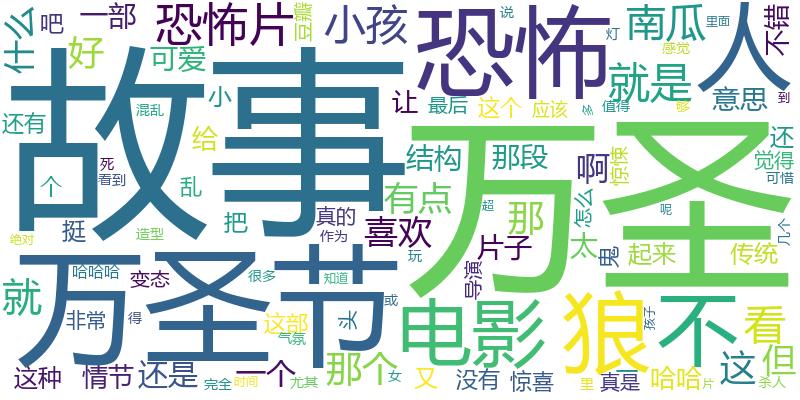 什么
吧
一部
恐怖片
豆瓣
小孩
恐怖
说
灯
南瓜
里面
感觉
人
不错
好
可爱
就是
故事
小
让
最后
这个
应该
多
值得
够
意思
到
还有
混乱
给
结构
那段
啊
惊悚
还
觉得
可惜
死
看到
个
乱
有点
万圣
挺
造型
把
真的
作为
喜欢
超
那
片子
怎么
太
鬼
呢
起来
传统
几个
绝对
万圣节
哈哈哈
变态
很多
知道
玩
导演
就
非常
得
这部
气氛
头
或
电影
狼
孩子
不
看
这
但
这种
情节
还是
完全
一个
时间
尤其
那个
女
又
没有
惊喜
里
真是
哈哈
片
杀人